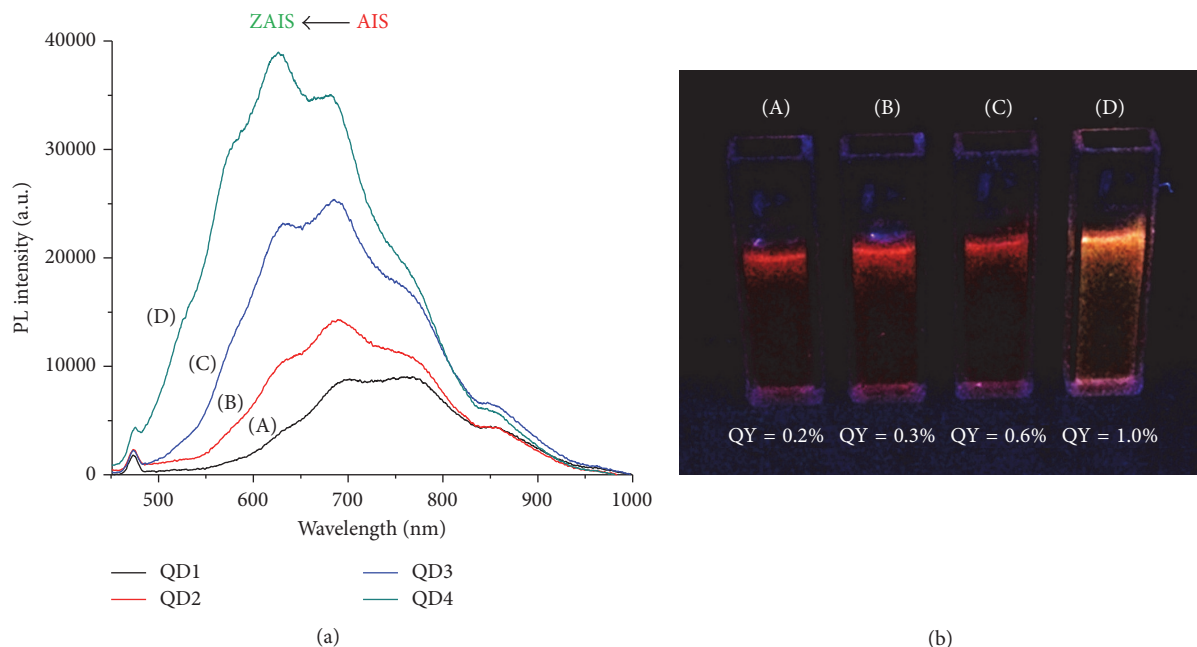 ZAIS ← AIS
40000
30000
20000
10000
0
PL intensity (a.u.)
(D)
(C)
(B)
(A)
500 600 700 800 900 1000
Wavelength (nm)
QD1 QD3
QD2 QD4
(a)
(A) (B) (C) (D)
QY = 0.2% QY = 0.3% QY = 0.6% QY = 1.0%
(b)